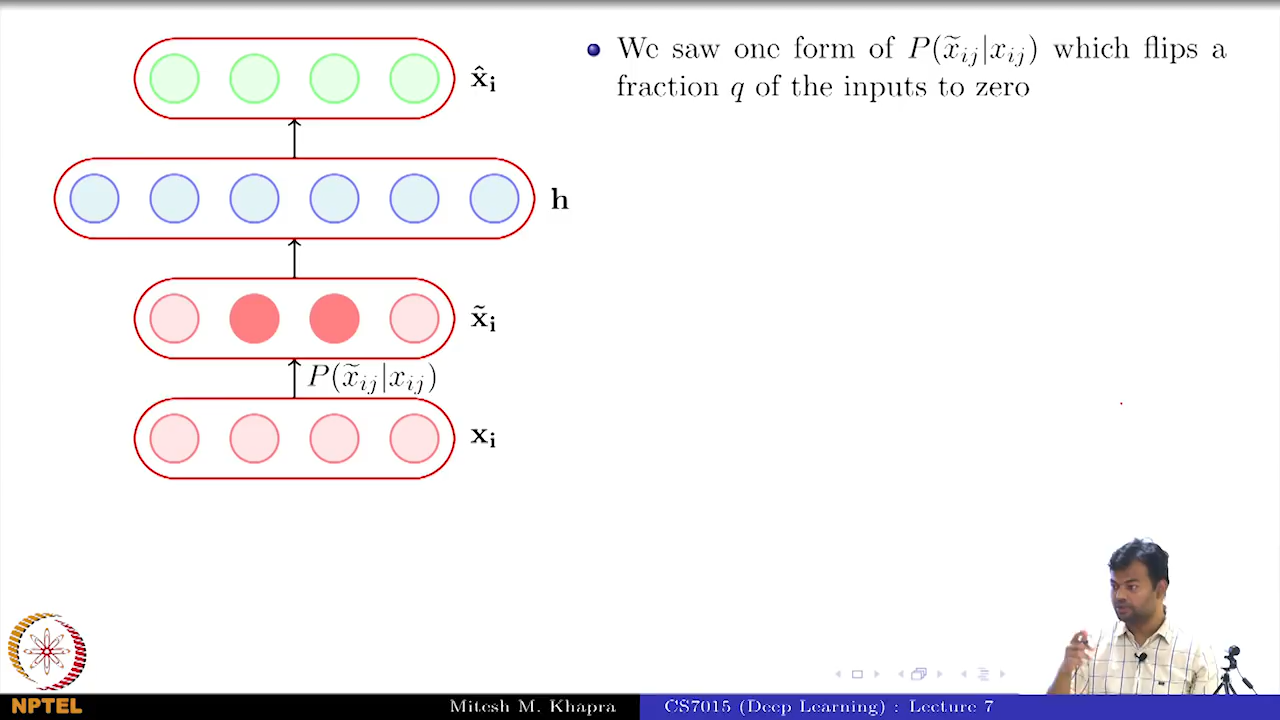 We saw one form of P(x̃ij|xij) which flips a
fraction q of the inputs to zero
x̂i
h
x̃i
P(x̃ij|xij)
xi
NPTEL
Mitesh M. Khapra
CS7015 (Deep Learning) : Lecture 7